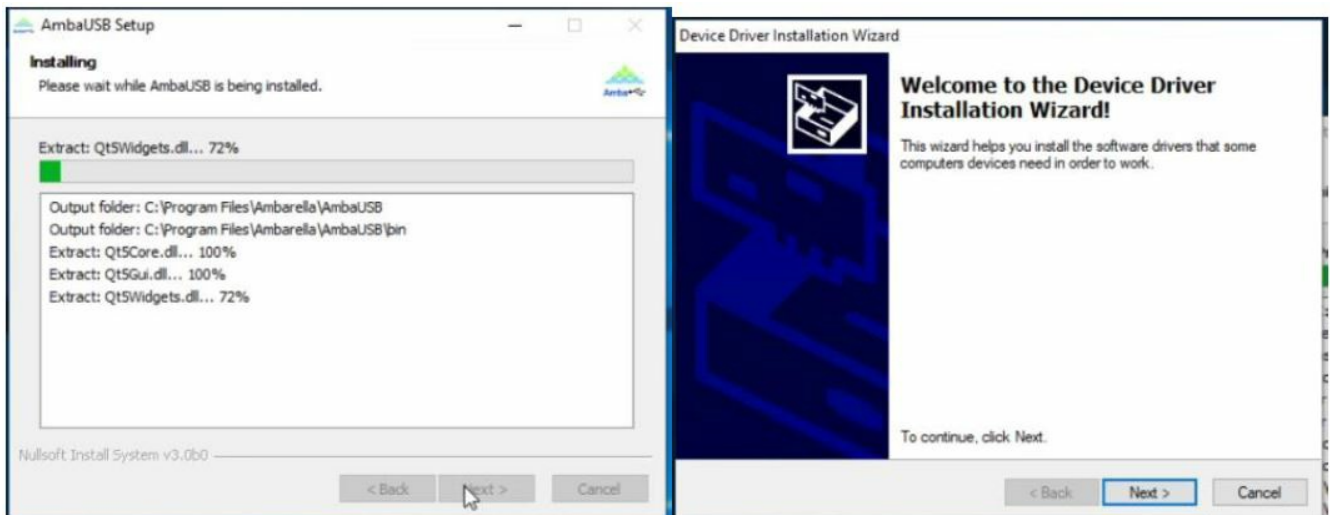 AmbaUSB Setup
Installing
Please wait while AmbaUSB is being installed.
Extract: Qt5Widgets.dll... 72%
Output folder: C:\Program Files\Ambarella\AmbaUSB
Output folder: C:\Program Files\Ambarella\AmbaUSB\bin
Extract: Qt5Core.dll... 100%
Extract: Qt5Gui.dll... 100%
Extract: Qt5Widgets.dll... 72%
Nullsoft Install System v3.0b0
< Back Next > Cancel
Device Driver Installation Wizard
Welcome to the Device Driver
Installation Wizard!
This wizard helps you install the software drivers that some
computers devices need in order to work.
To continue, click Next.
< Back Next > Cancel